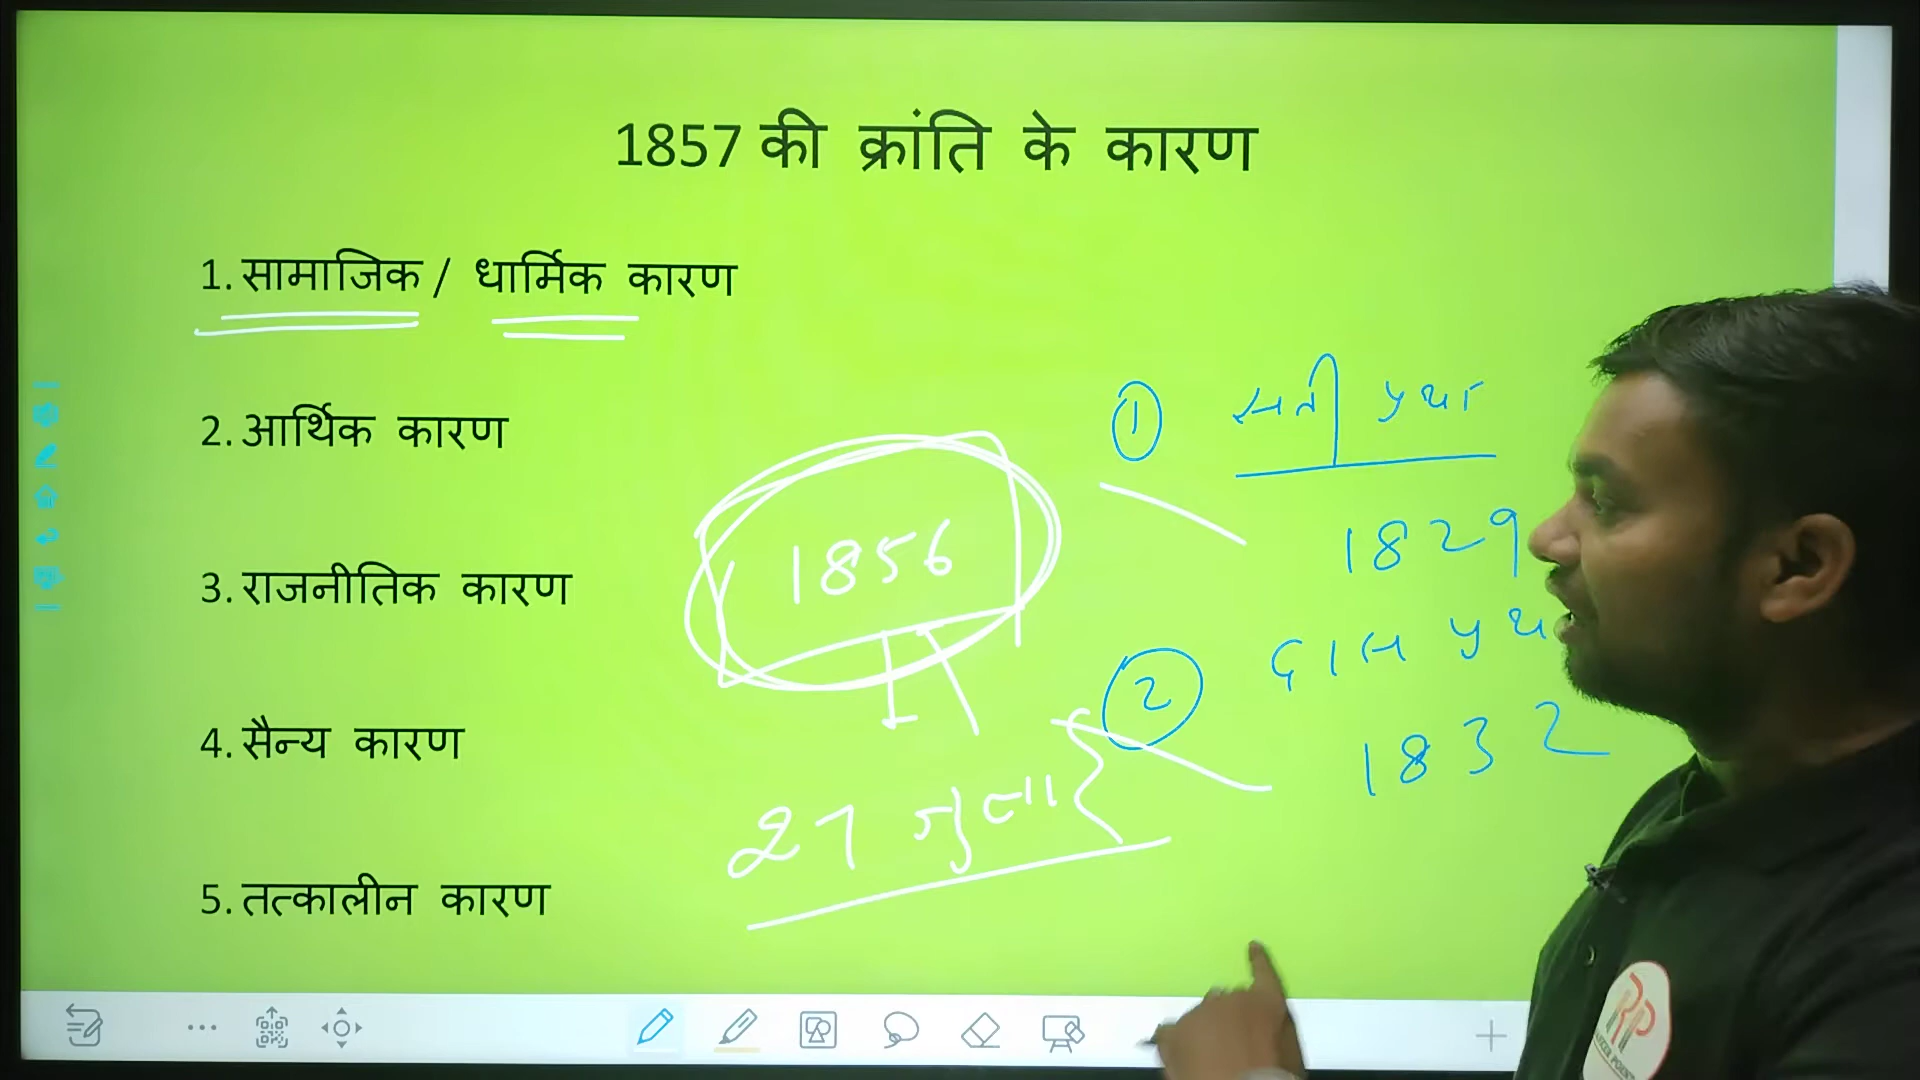 1857 की क्रांति के कारण
1. सामाजिक / धार्मिक कारण
2. आर्थिक कारण
3. राजनीतिक कारण
4. सैन्य कारण
5. तत्कालीन कारण
1856
27 जुला
① सती प्रथा
1829
② दास प्रथा
1832